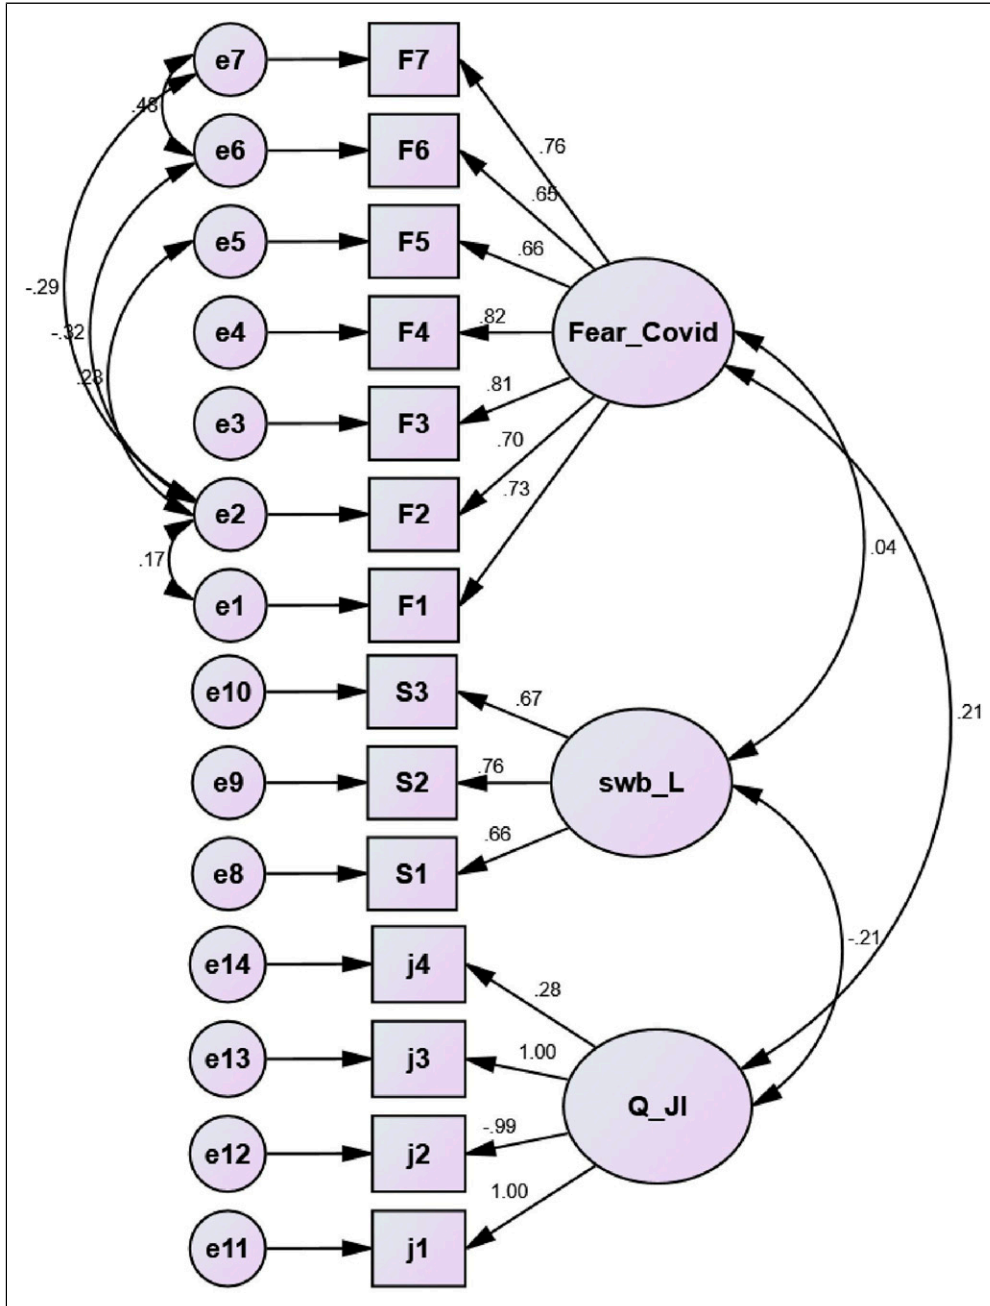 e7
F7
.48
.76
e6
F6
.65
e5
F5
.66
-.29
e4
F4
.82
Fear_Covid
-.32
.23
e3
F3
.81
.70
e2
F2
.73
.17
.04
e1
F1
e10
S3
.67
.21
e9
S2
.76
swb_L
e8
S1
.66
-.21
e14
j4
.28
e13
j3
1.00
Q_JI
e12
j2
-.99
1.00
e11
j1